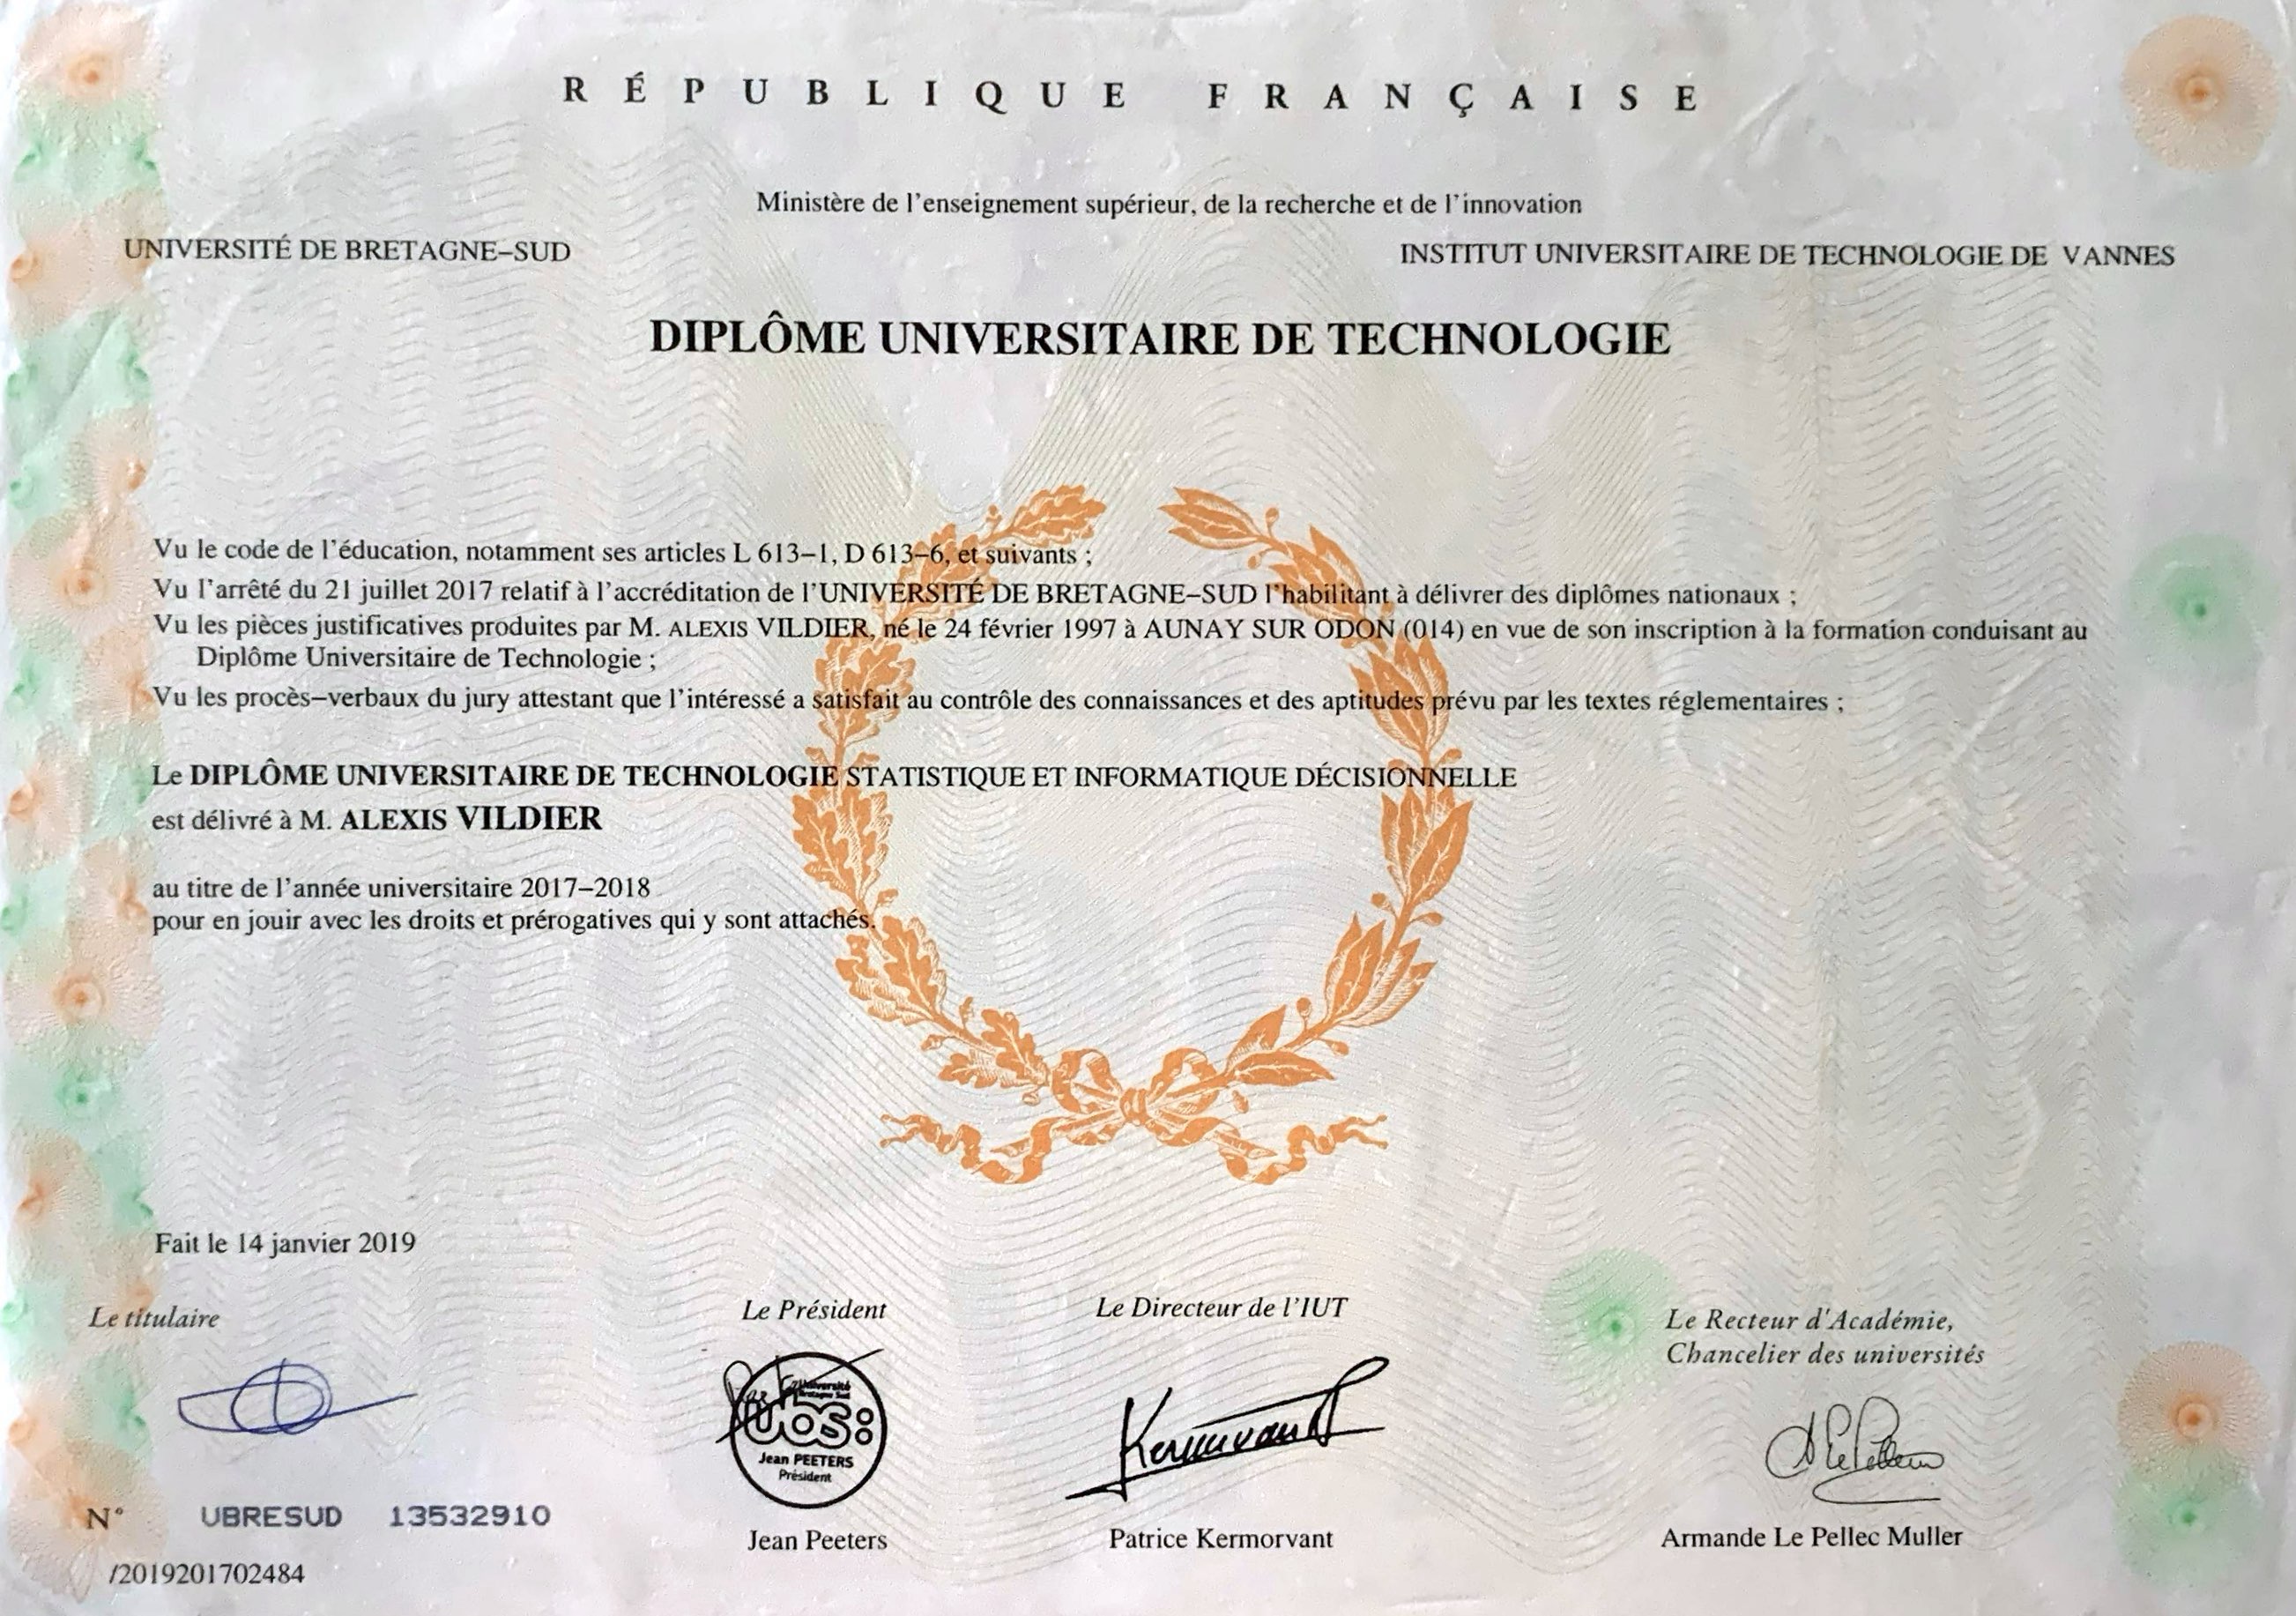 RÉPUBLIQUE FRANÇAISE
Ministère de l'enseignement supérieur, de la recherche et de l'innovation
UNIVERSITÉ DE BRETAGNE–SUD
INSTITUT UNIVERSITAIRE DE TECHNOLOGIE DE VANNES
DIPLÔME UNIVERSITAIRE DE TECHNOLOGIE
Vu le code de l'éducation, notamment ses articles L 613–1, D 613–6, et suivants ;
Vu l'arrêté du 21 juillet 2017 relatif à l'accréditation de l'UNIVERSITÉ DE BRETAGNE–SUD l'habilitant à délivrer des diplômes nationaux ;
Vu les pièces justificatives produites par M. ALEXIS VILDIER, né le 24 février 1997 à AUNAY SUR ODON (014) en vue de son inscription à la formation conduisant au
Diplôme Universitaire de Technologie ;
Vu les procès–verbaux du jury attestant que l'intéressé a satisfait au contrôle des connaissances et des aptitudes prévu par les textes réglementaires ;
Le DIPLÔME UNIVERSITAIRE DE TECHNOLOGIE STATISTIQUE ET INFORMATIQUE DÉCISIONNELLE
est délivré à M. ALEXIS VILDIER
au titre de l'année universitaire 2017–2018
pour en jouir avec les droits et prérogatives qui y sont attachés.
Fait le 14 janvier 2019
Le titulaire
Le Président
Le Directeur de l'IUT
Le Recteur d'Académie,
Chancelier des universités
Université
Bretagne Sud
UBS:
Jean PEETERS
Président
Kermorvant
Jean Peeters
Patrice Kermorvant
Armande Le Pellec Muller
N° UBRESUD 13532910
/2019201702484